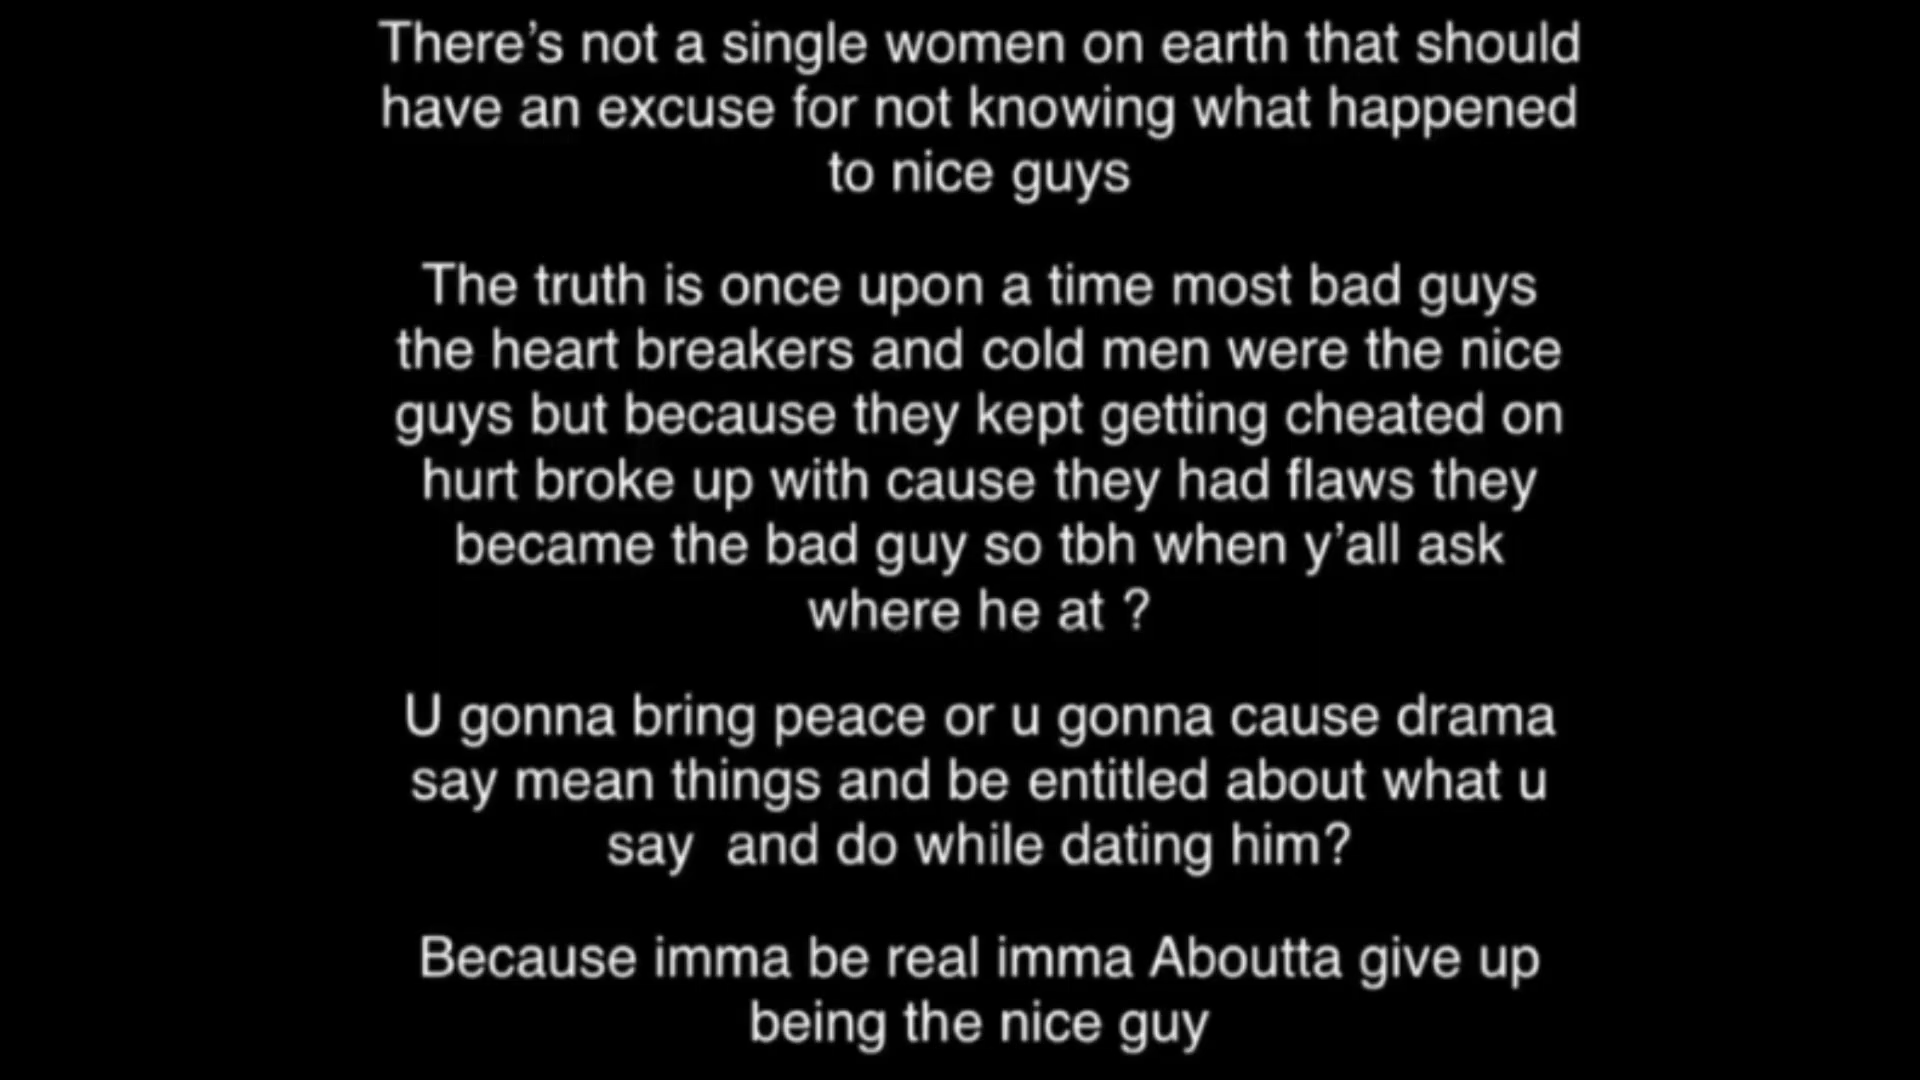 There’s not a single women on earth that should
have an excuse for not knowing what happened
to nice guys
The truth is once upon a time most bad guys
the heart breakers and cold men were the nice
guys but because they kept getting cheated on
hurt broke up with cause they had flaws they
became the bad guy so tbh when y’all ask
where he at ?
U gonna bring peace or u gonna cause drama
say mean things and be entitled about what u
say  and do while dating him?
Because imma be real imma Aboutta give up
being the nice guy